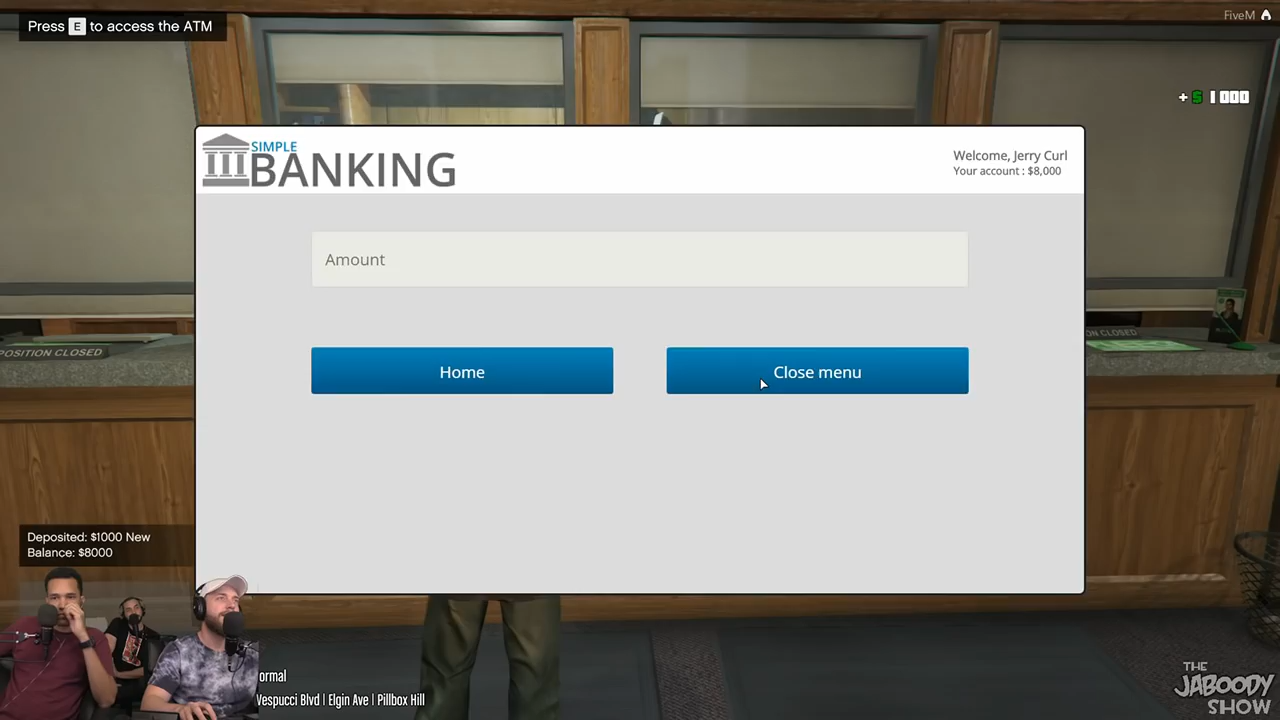 Press E to access the ATM
FiveM
+ $ 1000
SIMPLE
BANKING
Welcome, Jerry Curl
Your account : $8,000
Amount
Home
Close menu
POSITION CLOSED
ON CLOSED
Deposited: $1000 New
Balance: $8000
ormal
Vespucci Blvd | Elgin Ave | Pillbox Hill
THE
JABOODY
SHOW